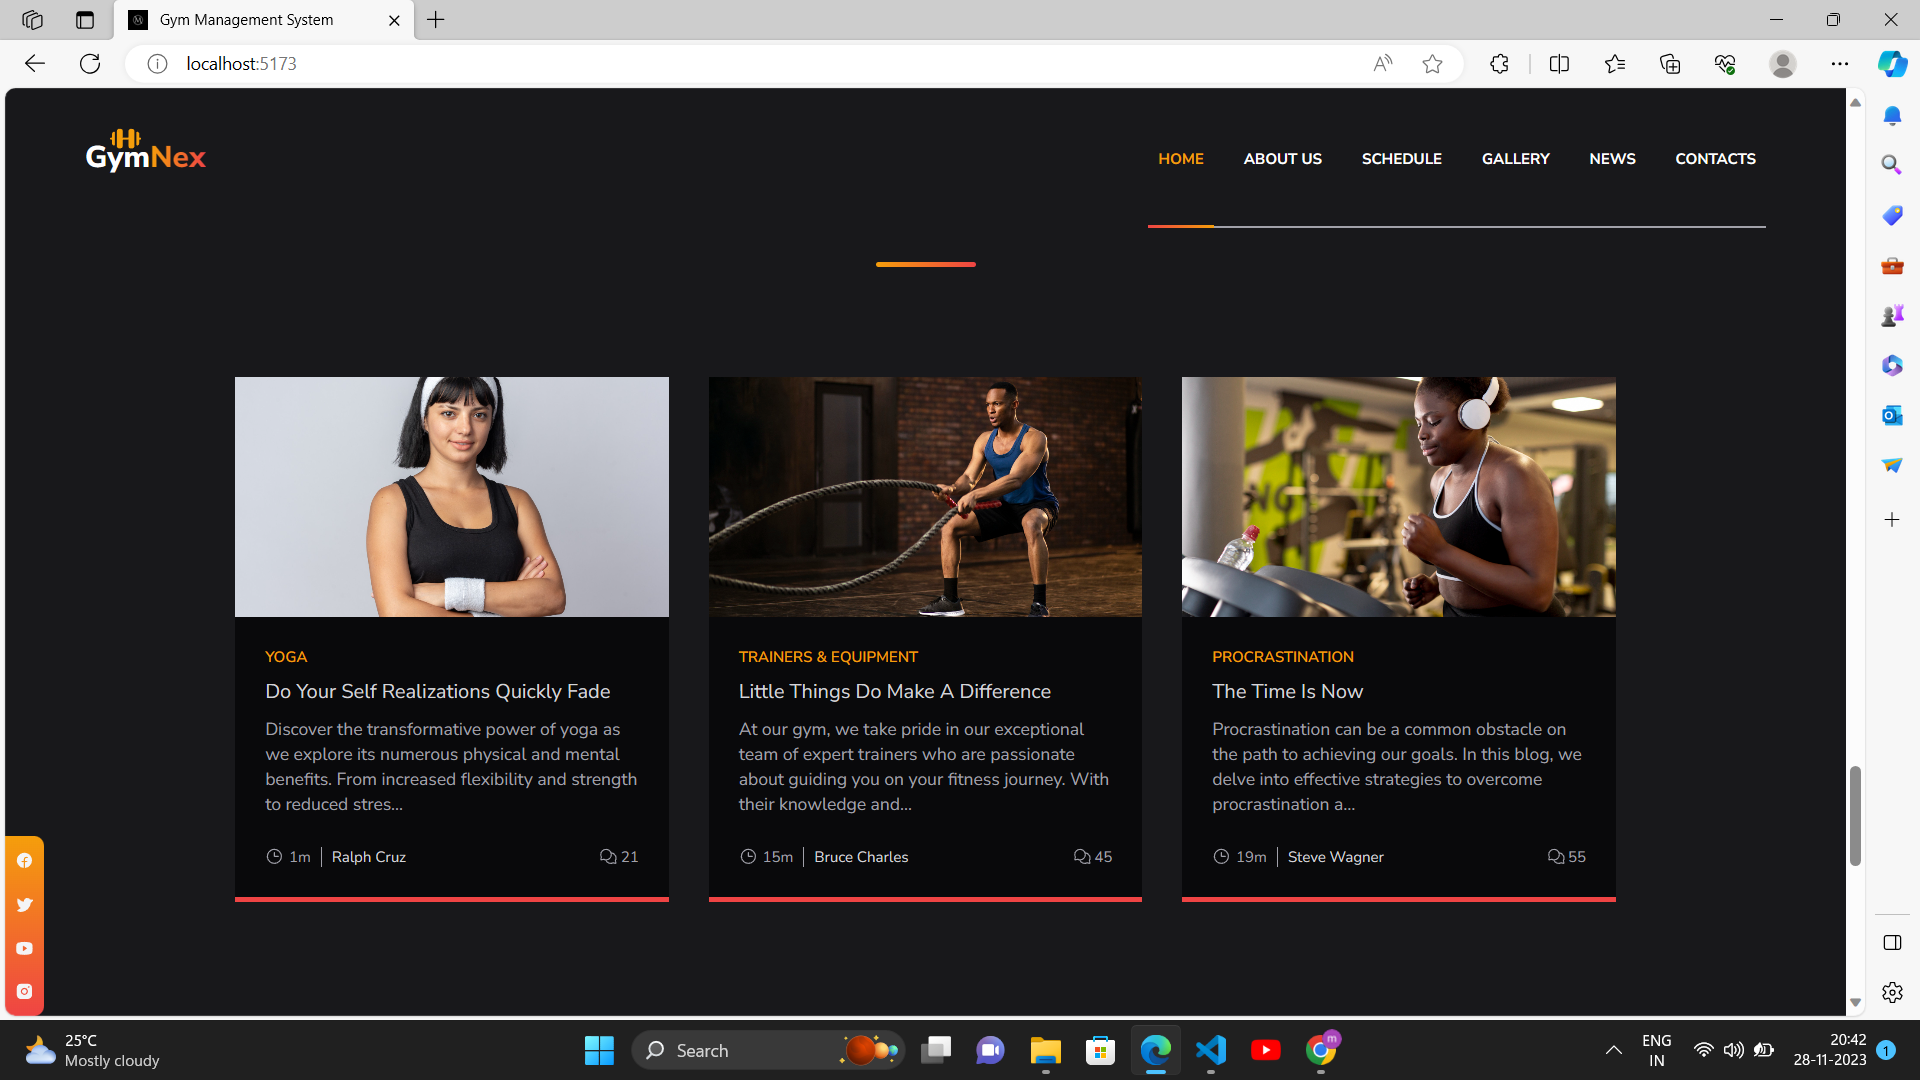 Gym Management System
localhost:5173
GymNex
HOME
ABOUT US
SCHEDULE
GALLERY
NEWS
CONTACTS
YOGA
Do Your Self Realizations Quickly Fade
Discover the transformative power of yoga as
we explore its numerous physical and mental
benefits. From increased flexibility and strength
to reduced stres...
1m
Ralph Cruz
21
TRAINERS & EQUIPMENT
Little Things Do Make A Difference
At our gym, we take pride in our exceptional
team of expert trainers who are passionate
about guiding you on your fitness journey. With
their knowledge and...
15m
Bruce Charles
45
PROCRASTINATION
The Time Is Now
Procrastination can be a common obstacle on
the path to achieving our goals. In this blog, we
delve into effective strategies to overcome
procrastination a...
19m
Steve Wagner
55
25°C
Mostly cloudy
Search
m
ENG
IN
20:42
28-11-2023
1